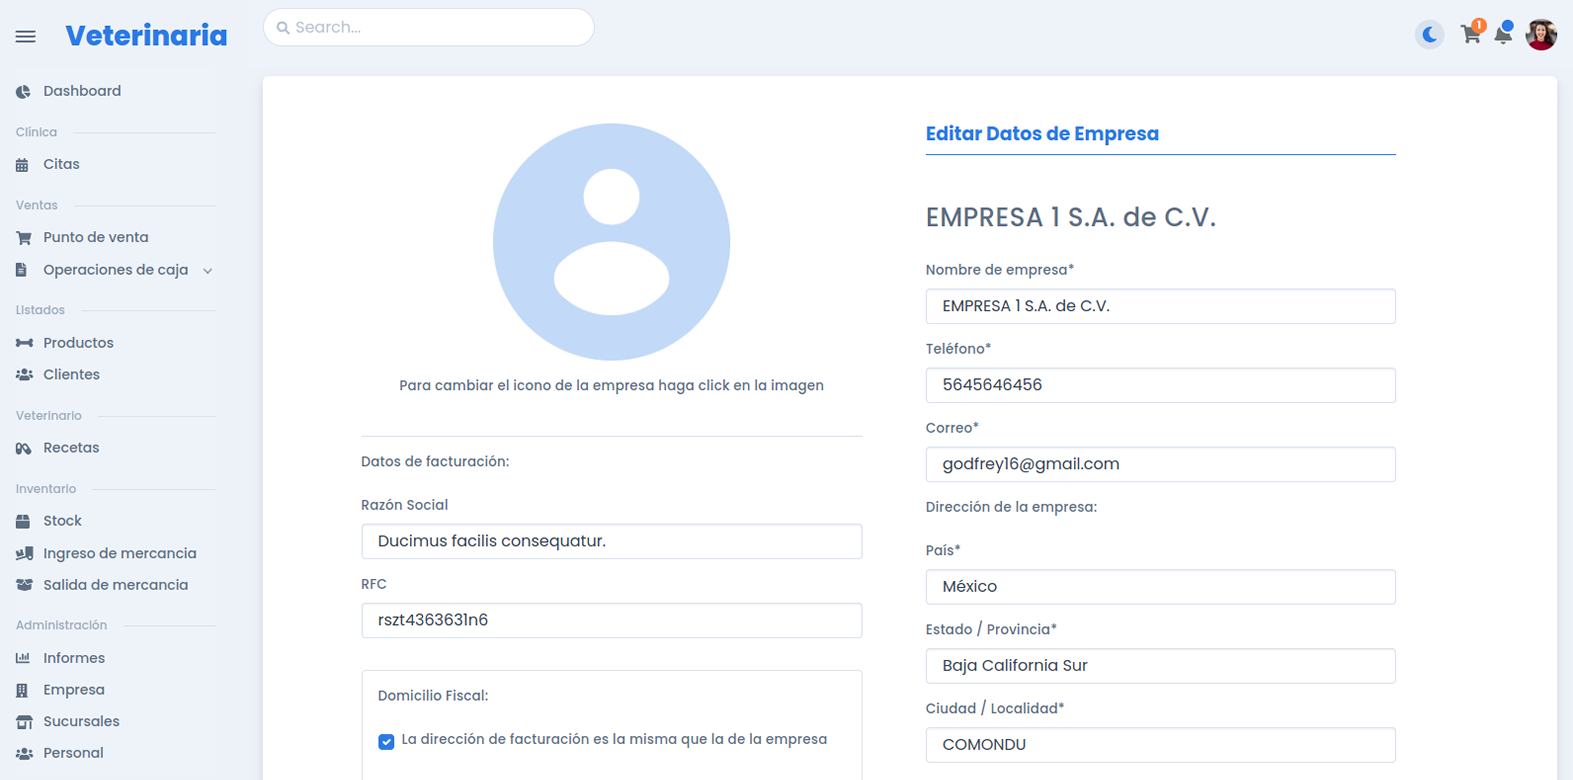 Veterinaria
Search...
1
Dashboard
Clínica
Citas
Ventas
Punto de venta
Operaciones de caja
Listados
Productos
Clientes
Veterinario
Recetas
Inventario
Stock
Ingreso de mercancia
Salida de mercancia
Administración
Informes
Empresa
Sucursales
Personal
Para cambiar el icono de la empresa haga click en la imagen
Datos de facturación:
Razón Social
Ducimus facilis consequatur.
RFC
rszt4363631n6
Domicilio Fiscal:
La dirección de facturación es la misma que la de la empresa
Editar Datos de Empresa
EMPRESA 1 S.A. de C.V.
Nombre de empresa*
EMPRESA 1 S.A. de C.V.
Teléfono*
5645646456
Correo*
godfrey16@gmail.com
Dirección de la empresa:
País*
México
Estado / Provincia*
Baja California Sur
Ciudad / Localidad*
COMONDU